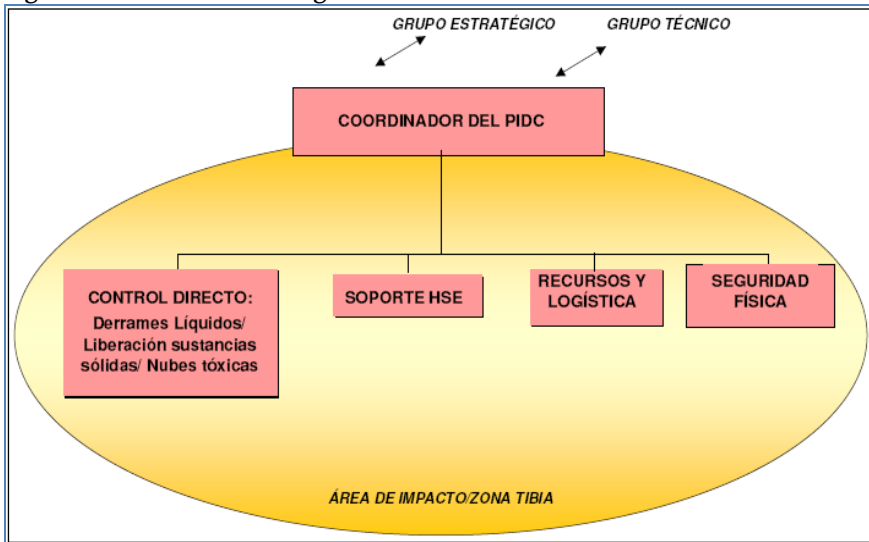 GRUPO ESTRATÉGICO
GRUPO TÉCNICO
COORDINADOR DEL PIDC
CONTROL DIRECTO:
Derrames Líquidos/
Liberación sustancias
sólidas/ Nubes tóxicas
SOPORTE HSE
RECURSOS Y
LOGÍSTICA
SEGURIDAD
FÍSICA
ÁREA DE IMPACTO/ZONA TIBIA